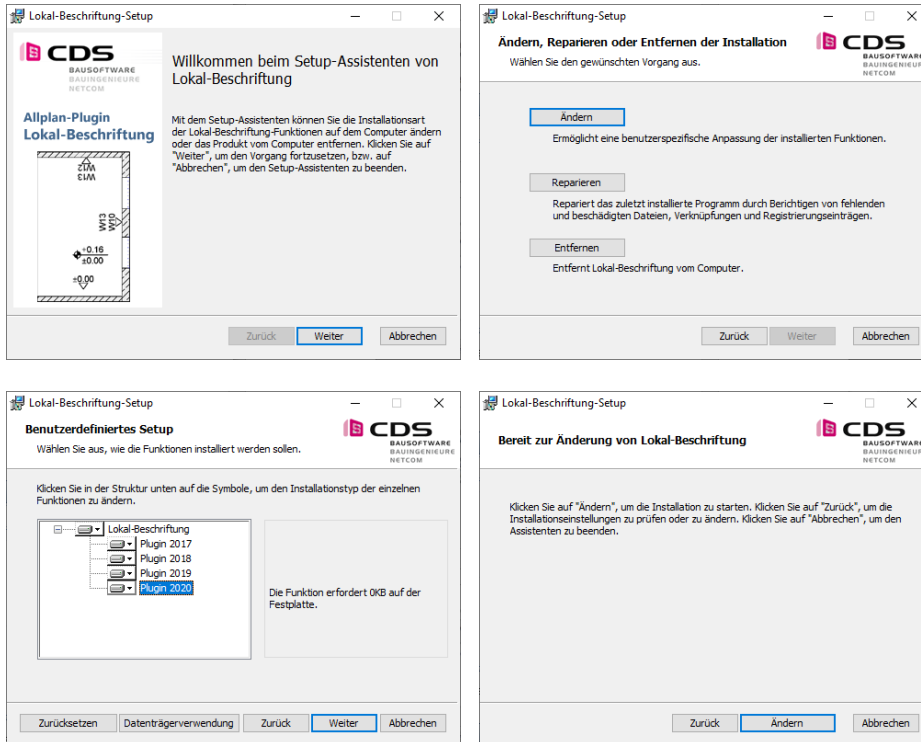 Lokal-Beschriftung-Setup
CDS
BAUSOFTWARE
BAUINGENIEURE
NETCOM
Allplan-Plugin
Lokal-Beschriftung
W12
W13
W13
W10
+0.16
±0.00
±0.00
Willkommen beim Setup-Assistenten von
Lokal-Beschriftung
Mit dem Setup-Assistenten können Sie die Installationsart
der Lokal-Beschriftung-Funktionen auf dem Computer ändern
oder das Produkt vom Computer entfernen. Klicken Sie auf
"Weiter", um den Vorgang fortzusetzen, bzw. auf
"Abbrechen", um den Setup-Assistenten zu beenden.
Zurück Weiter Abbrechen
Lokal-Beschriftung-Setup
Ändern, Reparieren oder Entfernen der Installation
Wählen Sie den gewünschten Vorgang aus.
CDS
BAUSOFTWARE
BAUINGENIEUR
NETCOM
Ändern
Ermöglicht eine benutzerspezifische Anpassung der installierten Funktionen.
Reparieren
Repariert das zuletzt installierte Programm durch Berichtigen von fehlenden
und beschädigten Dateien, Verknüpfungen und Registrierungseinträgen.
Entfernen
Entfernt Lokal-Beschriftung vom Computer.
Zurück Weiter Abbrechen
Lokal-Beschriftung-Setup
Benutzerdefiniertes Setup
Wählen Sie aus, wie die Funktionen installiert werden sollen.
CDS
BAUSOFTWARE
BAUINGENIEURE
NETCOM
Klicken Sie in der Struktur unten auf die Symbole, um den Installationstyp der einzelnen
Funktionen zu ändern.
Lokal-Beschriftung
Plugin 2017
Plugin 2018
Plugin 2019
Plugin 2020
Die Funktion erfordert 0KB auf der
Festplatte.
Zurücksetzen Datenträgerverwendung Zurück Weiter Abbrechen
Lokal-Beschriftung-Setup
Bereit zur Änderung von Lokal-Beschriftung
CDS
BAUSOFTWARE
BAUINGENIEUR
NETCOM
Klicken Sie auf "Ändern", um die Installation zu starten. Klicken Sie auf "Zurück", um die
Installationseinstellungen zu prüfen oder zu ändern. Klicken Sie auf "Abbrechen", um den
Assistenten zu beenden.
Zurück Ändern Abbrechen